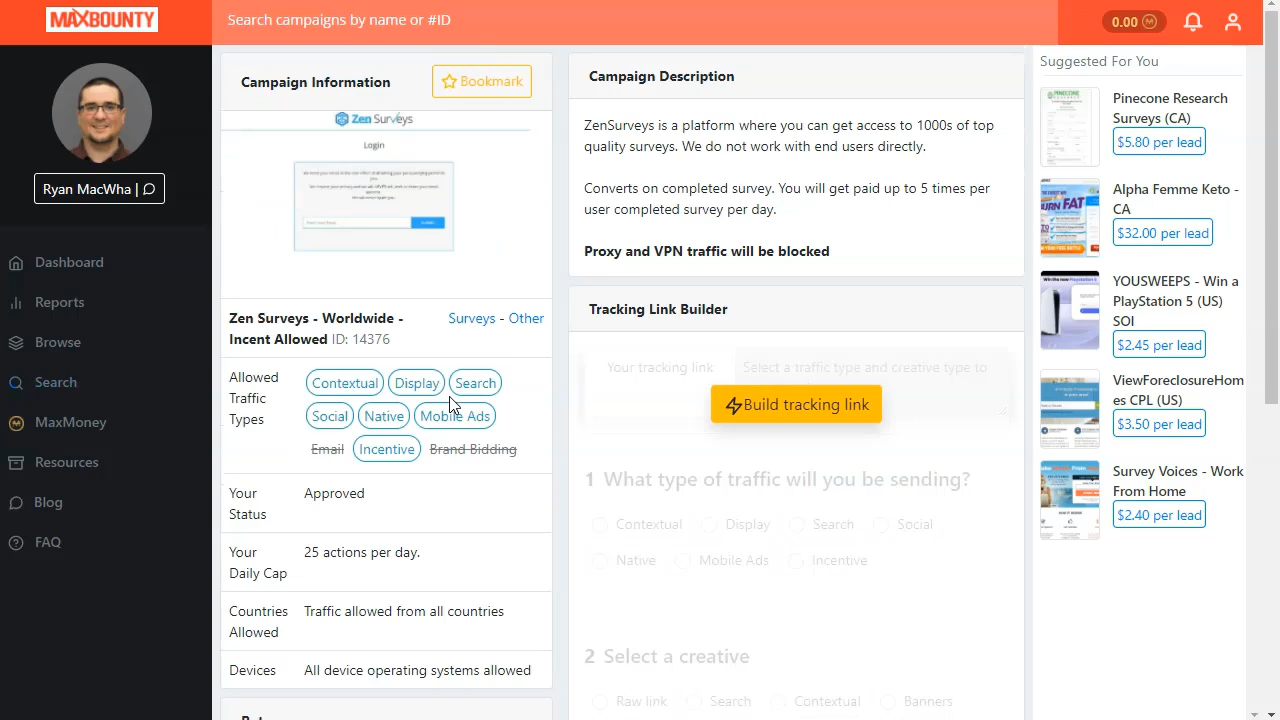 MAXBOUNTY
Search campaigns by name or #ID
0.00
Ryan MacWha |
Dashboard
Reports
Browse
Search
MaxMoney
Resources
Blog
FAQ
Campaign Information
Bookmark
Zen Surveys
Login
Zen Surveys - Worldwide -
Incent Allowed ID: 14376
Surveys - Other
Allowed
Traffic
Types
Contextual
Display
Search
Social
Native
Mobile Ads
Email
Incentive
Brand Bidding
Your
Status
Approved
Your
Daily Cap
25 action/day.
Countries
Allowed
Traffic allowed from all countries
Devices
All device operating systems allowed
Campaign Description
ZenSurveys is a platform where you can get access to 1000s of top
quality surveys. We do not work with end users directly.
Converts on completed survey. You will get paid up to 5 times per
user completed survey per day.
Proxy and VPN traffic will be blocked
Tracking Link Builder
Your tracking link:
Select a traffic type and creative type to
Build tracking link
1 What type of traffic will you be sending?
Contextual
Display
Search
Social
Native
Mobile Ads
Incentive
2 Select a creative
Raw link
Search
Contextual
Banners
Suggested For You
Pinecone Research
Surveys (CA)
$5.00 per lead
Alpha Femme Keto -
CA
$32.00 per lead
YOUSWEEPS - Win a
PlayStation 5 (US)
SOI
$2.45 per lead
ViewForeclosureHom
es CPL (US)
$3.50 per lead
Survey Voices - Work
From Home
$2.40 per lead